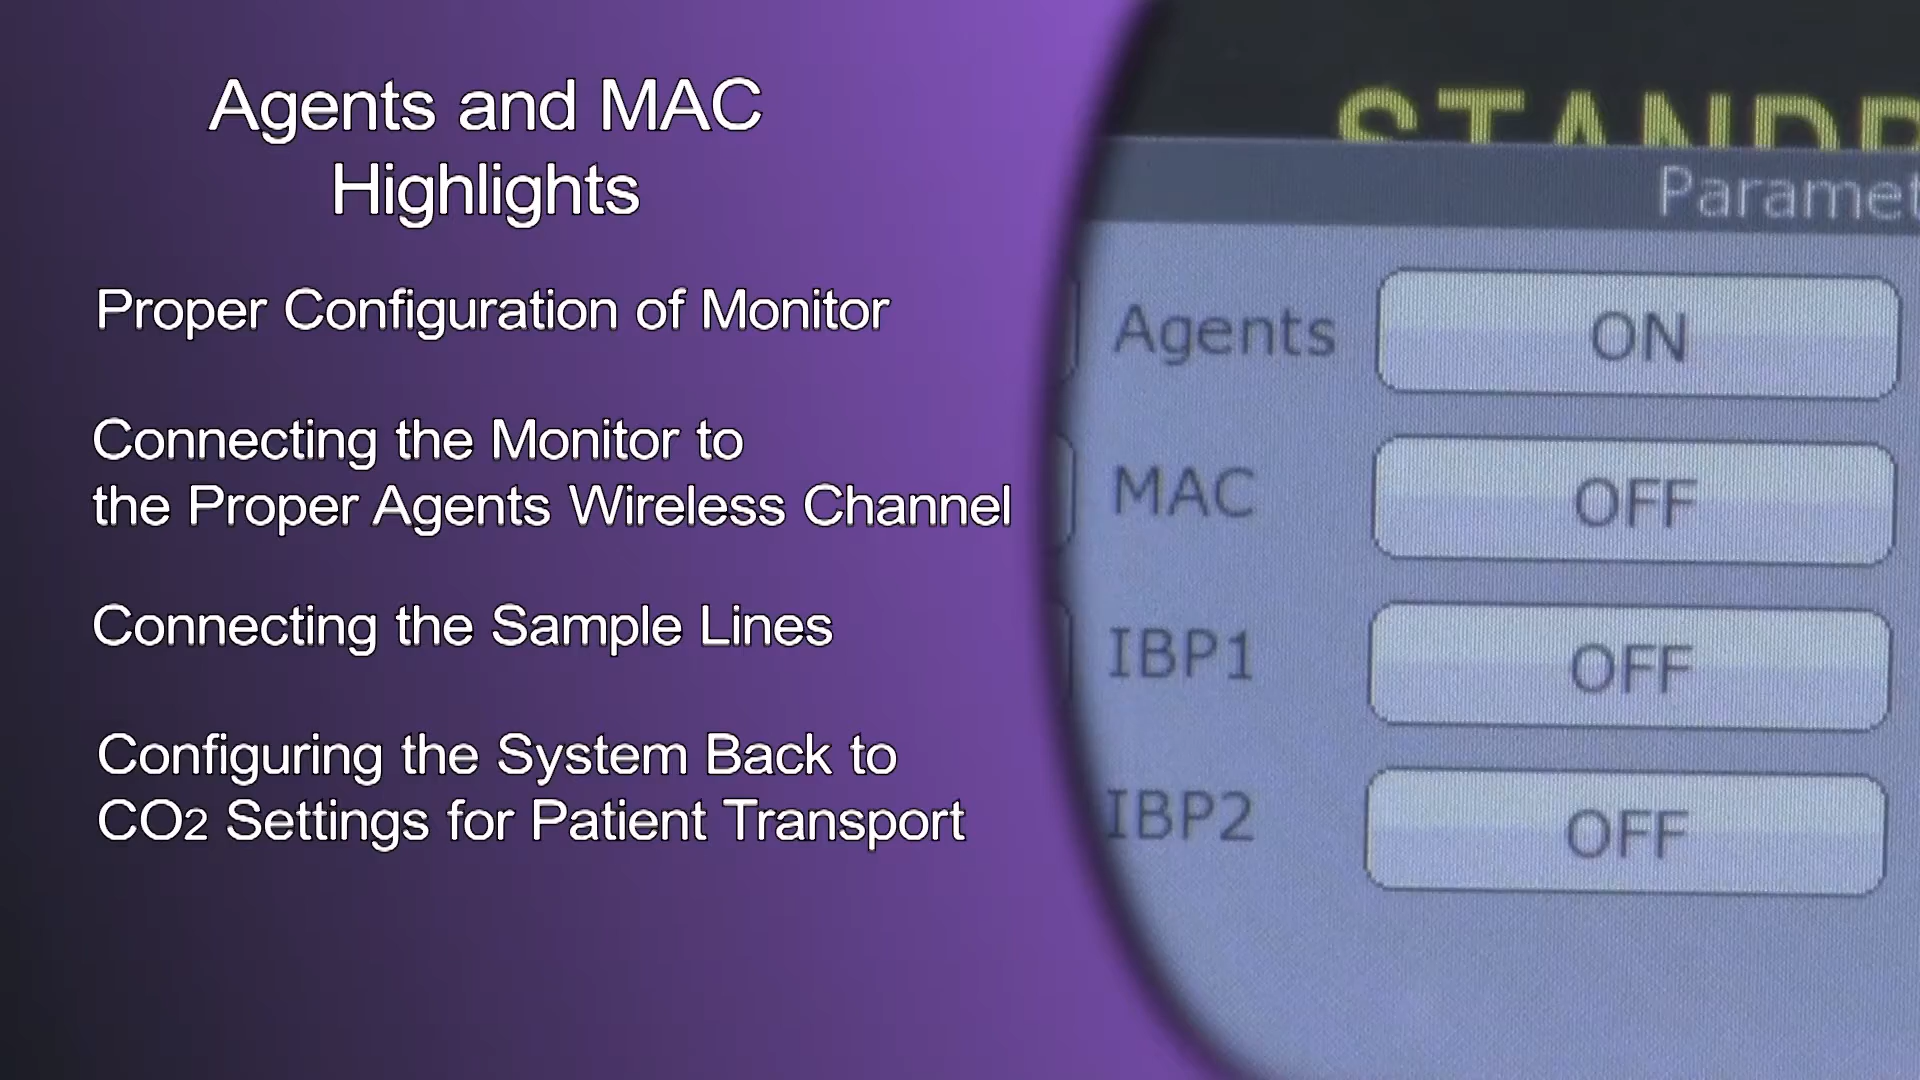 Agents and MAC
Highlights
Proper Configuration of Monitor
Connecting the Monitor to
the Proper Agents Wireless Channel
Connecting the Sample Lines
Configuring the System Back to
CO2 Settings for Patient Transport
Agents ON
MAC OFF
IBP1 OFF
IBP2 OFF